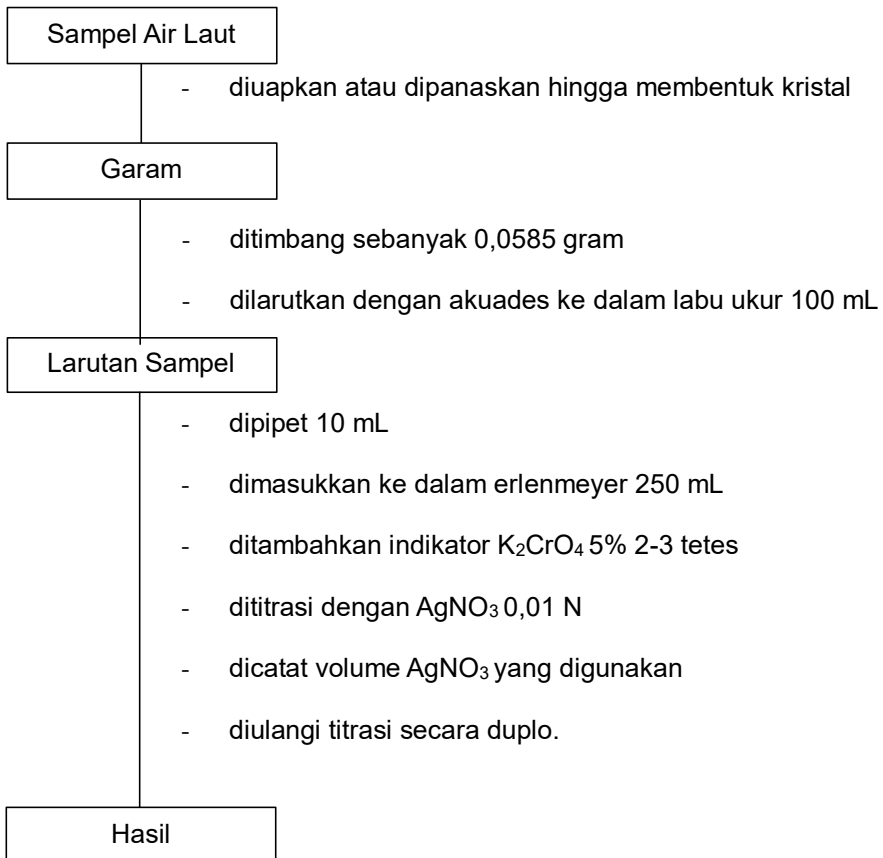 Sampel Air Laut
- diuapkan atau dipanaskan hingga membentuk kristal
Garam
- ditimbang sebanyak 0,0585 gram
- dilarutkan dengan akuades ke dalam labu ukur 100 mL
Larutan Sampel
- dipipet 10 mL
- dimasukkan ke dalam erlenmeyer 250 mL
- ditambahkan indikator K₂CrO₄ 5% 2-3 tetes
- dititrasi dengan AgNO₃ 0,01 N
- dicatat volume AgNO₃ yang digunakan
- diulangi titrasi secara duplo.
Hasil